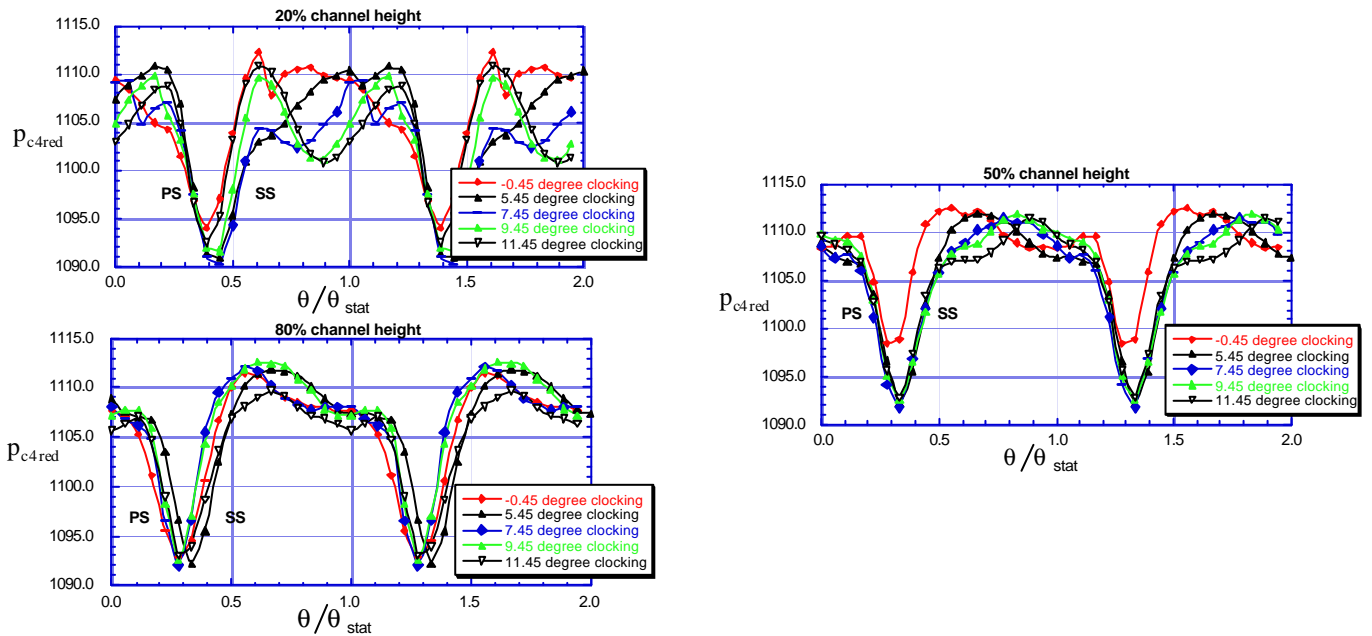 20% channel height
1115.0
1110.0
1105.0
1100.0
1095.0
1090.0
p c4red
PS
SS
-0.45 degree clocking
5.45 degree clocking
7.45 degree clocking
9.45 degree clocking
11.45 degree clocking
0.0 0.5 1.0 1.5 2.0
θ/θ stat
80% channel height
1115.0
1110.0
1105.0
1100.0
1095.0
1090.0
p c4red
PS
SS
-0.45 degree clocking
5.45 degree clocking
7.45 degree clocking
9.45 degree clocking
11.45 degree clocking
0.0 0.5 1.0 1.5 2.0
θ/θ stat
50% channel height
1115.0
1110.0
1105.0
1100.0
1095.0
1090.0
p c4red
PS
SS
-0.45 degree clocking
5.45 degree clocking
7.45 degree clocking
9.45 degree clocking
11.45 degree clocking
0.0 0.5 1.0 1.5 2.0
θ/θ stat